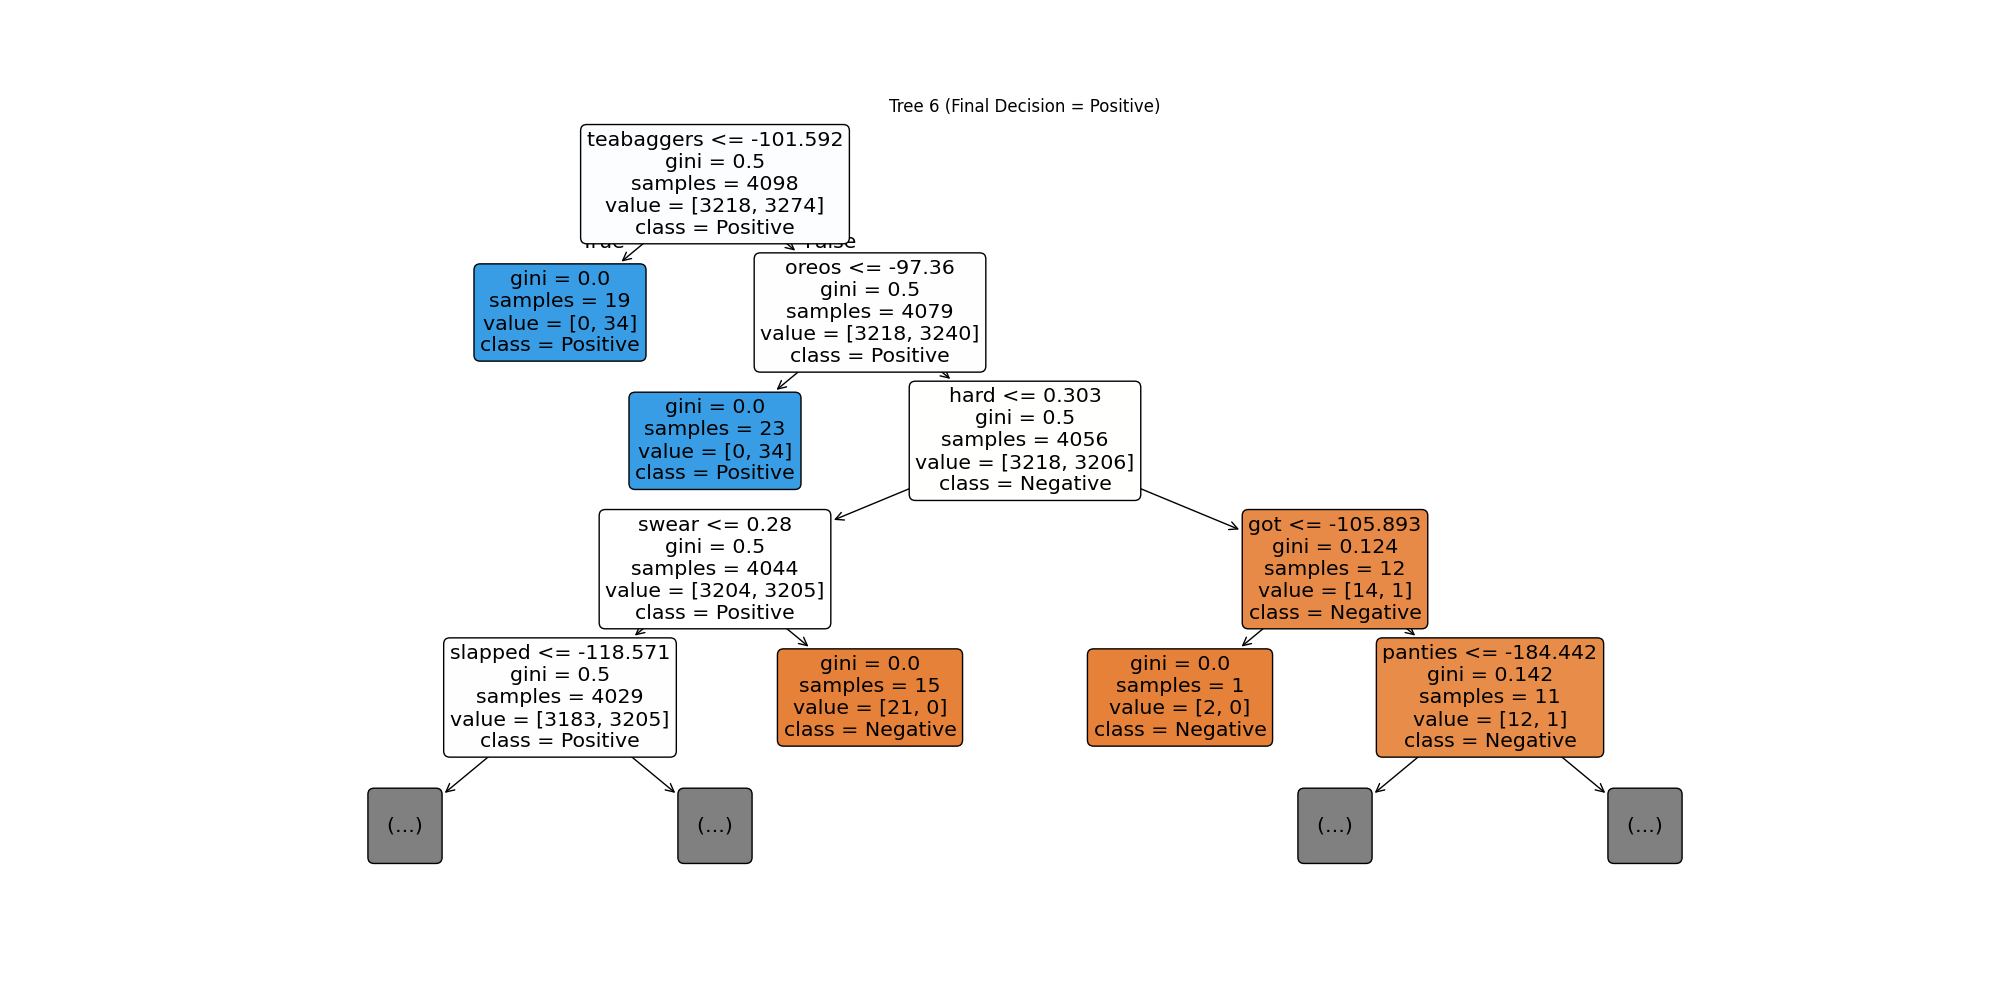 Tree 6 (Final Decision = Positive)
teabaggers <= -101.592
gini = 0.5
samples = 4098
value = [3218, 3274]
class = Positive
True
False
gini = 0.0
samples = 19
value = [0, 34]
class = Positive
oreos <= -97.36
gini = 0.5
samples = 4079
value = [3218, 3240]
class = Positive
gini = 0.0
samples = 23
value = [0, 34]
class = Positive
hard <= 0.303
gini = 0.5
samples = 4056
value = [3218, 3206]
class = Negative
swear <= 0.28
gini = 0.5
samples = 4044
value = [3204, 3205]
class = Positive
got <= -105.893
gini = 0.124
samples = 12
value = [14, 1]
class = Negative
slapped <= -118.571
gini = 0.5
samples = 4029
value = [3183, 3205]
class = Positive
gini = 0.0
samples = 15
value = [21, 0]
class = Negative
gini = 0.0
samples = 1
value = [2, 0]
class = Negative
panties <= -184.442
gini = 0.142
samples = 11
value = [12, 1]
class = Negative
(...)
(...)
(...)
(...)